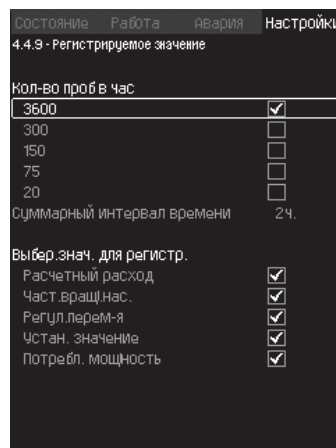 Состояние Работа Авария Настройки
4.4.9 - Регистрируемое значение
Кол-во проб в час
3600
300
150
75
20
Суммарный интервал времени 2ч.
Выбер.знач. для регистр.
Расчетный расход
Част.вращ.нас.
Регул.перем-я
Устан. значение
Потребл. мощность